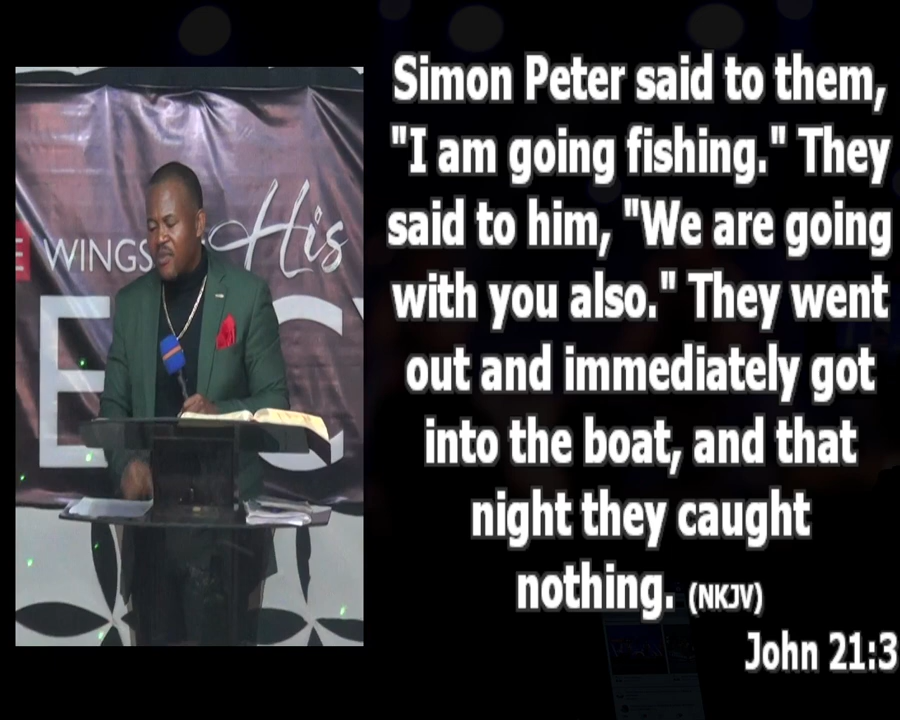 WINGS
His
Simon Peter said to them,
"I am going fishing." They
said to him, "We are going
with you also." They went
out and immediately got
into the boat, and that
night they caught
nothing. (NKJV)
John 21:3